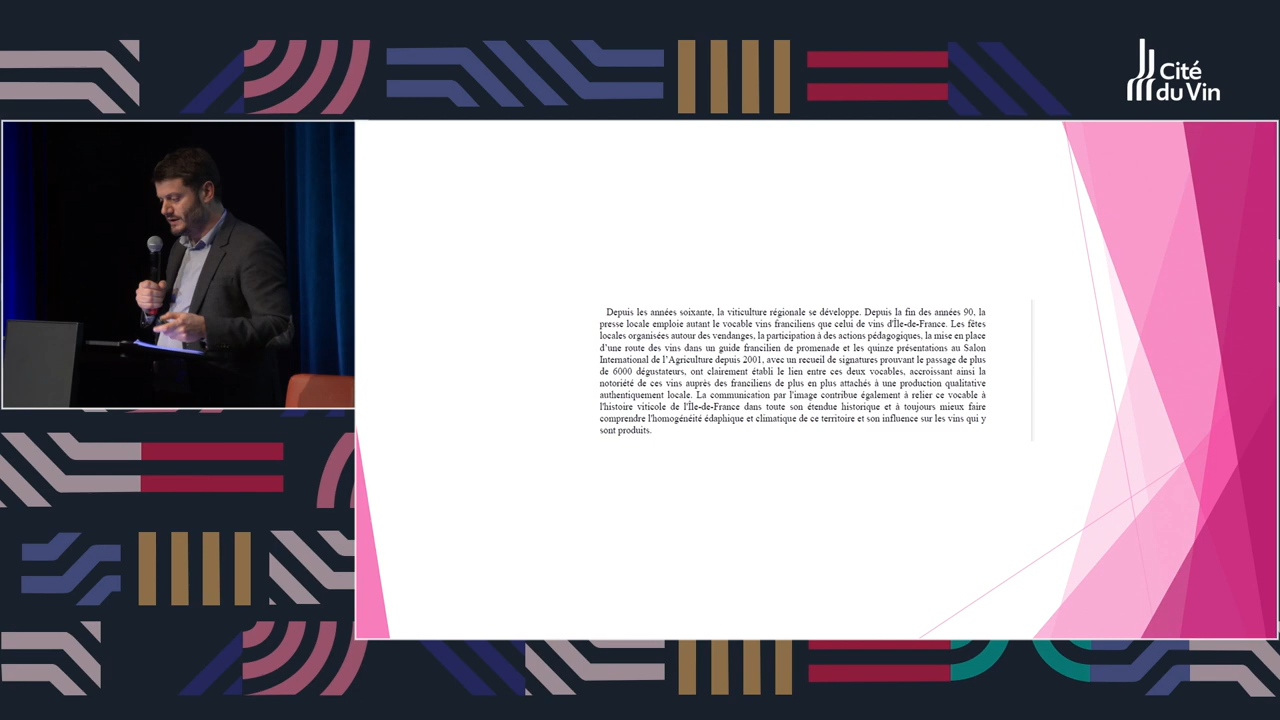 Cité
du Vin
Depuis les années soixante, la viticulture régionale se développe. Depuis la fin des années 90, la
presse locale emploie autant le vocable vins franciliens que celui de vins d'Île-de-France. Les fêtes
locales organisées autour des vendanges, la participation à des actions pédagogiques, la mise en place
d'une route des vins dans un guide francilien de promenade et les quinze présentations au Salon
International de l'Agriculture depuis 2001, avec un recueil de signatures prouvant le passage de plus
de 6000 dégustateurs, ont clairement établi le lien entre ces deux vocables, accroissant ainsi la
notoriété de ces vins auprès des franciliens de plus en plus attachés à une production qualitative
authentiquement locale. La communication par l'image contribue également à relier ce vocable à
l'histoire viticole de l'Île-de-France dans toute son étendue historique et à toujours mieux faire
comprendre l'homogénéité édaphique et climatique de ce territoire et son influence sur les vins qui y
sont produits.